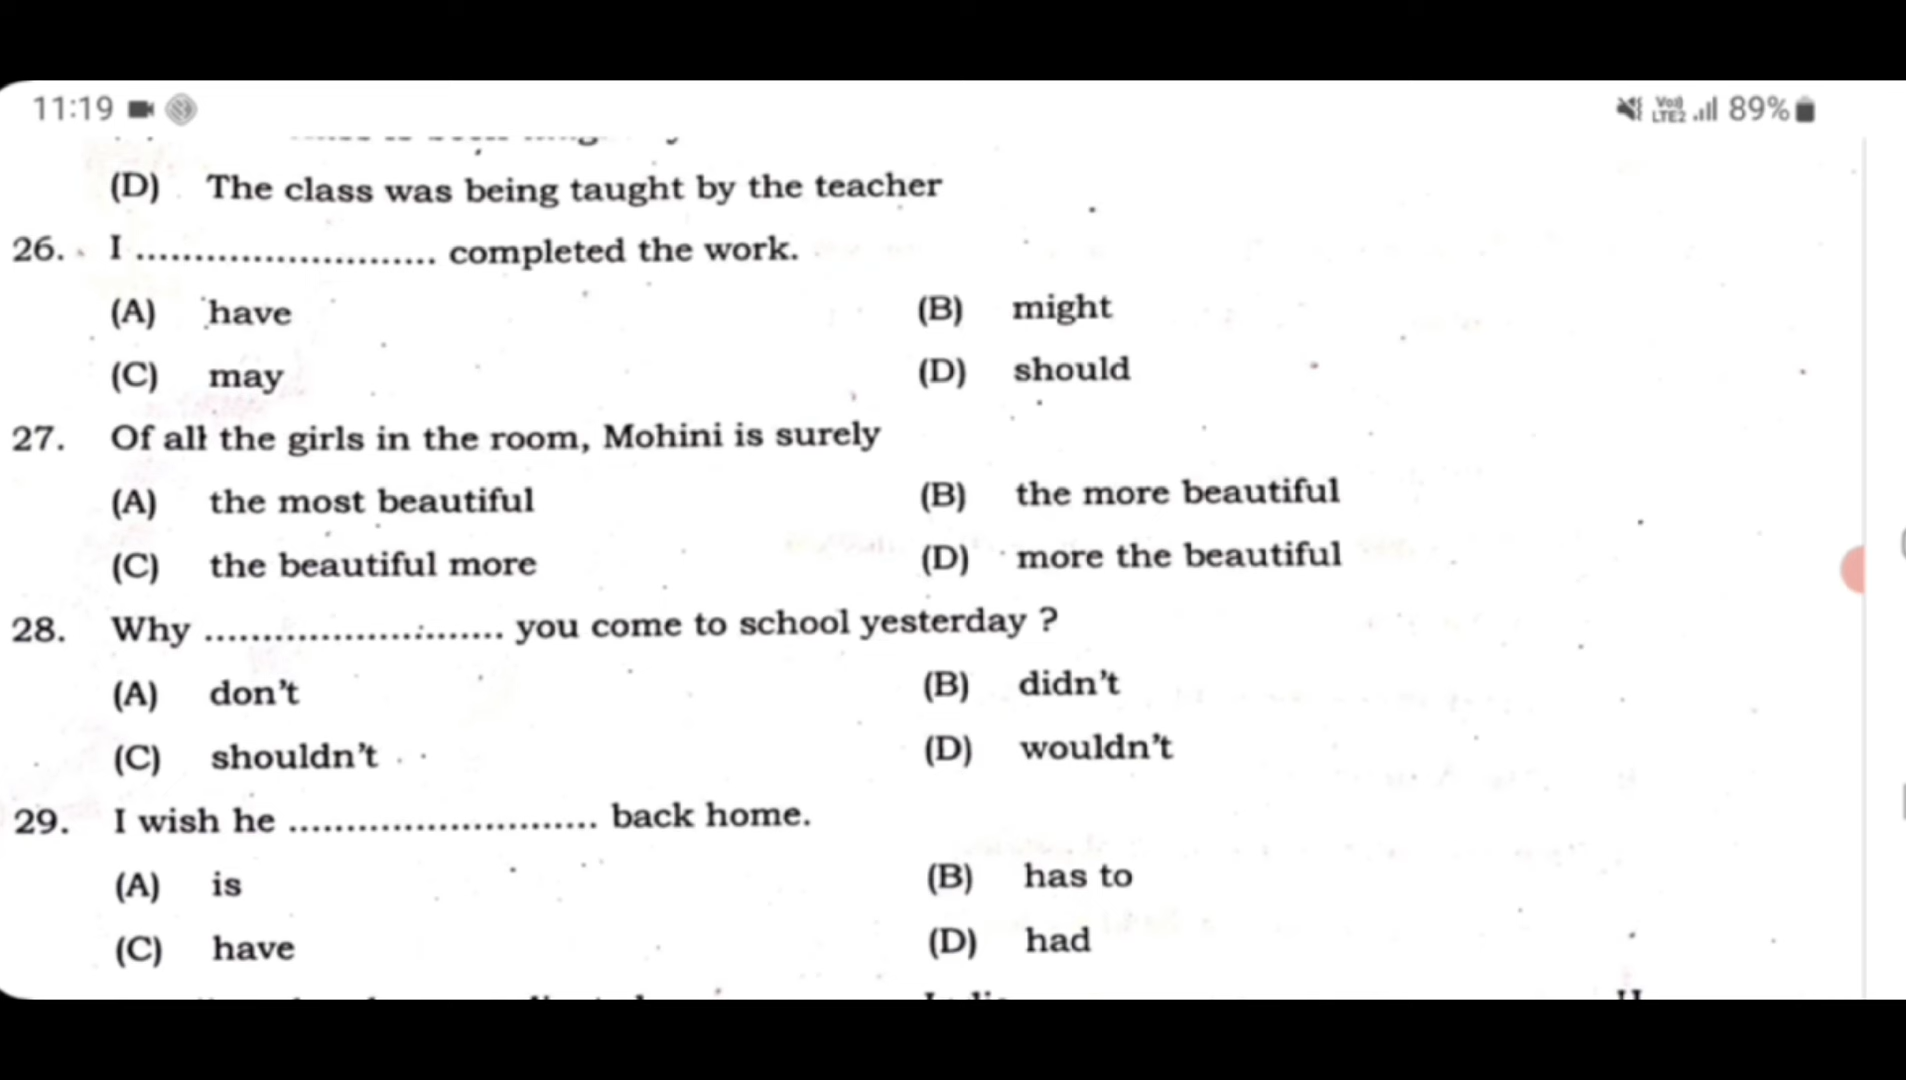 11:19 Vo) LTE2 89%
(D) The class was being taught by the teacher
26. I .......................... completed the work.
(A) have (B) might
(C) may (D) should
27. Of all the girls in the room, Mohini is surely
(A) the most beautiful (B) the more beautiful
(C) the beautiful more (D) more the beautiful
28. Why .......................... you come to school yesterday ?
(A) don't (B) didn't
(C) shouldn't (D) wouldn't
29. I wish he .......................... back home.
(A) is (B) has to
(C) have (D) had